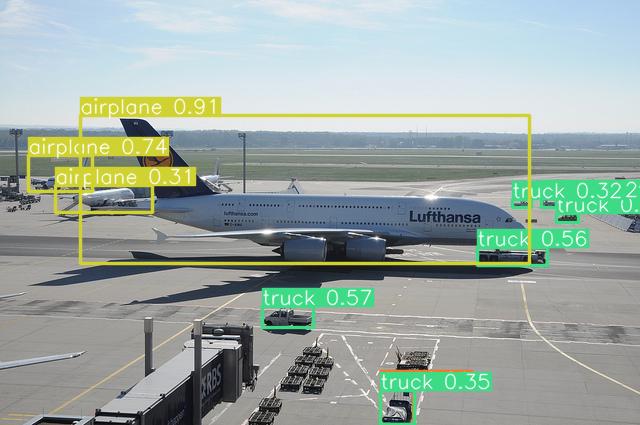 airplane 0.91
airplane 0.74
airplane 0.31
truck 0.322
truck 0.
lufthansa.com
Lufthansa
truck 0.56
truck 0.57
truck 0.35